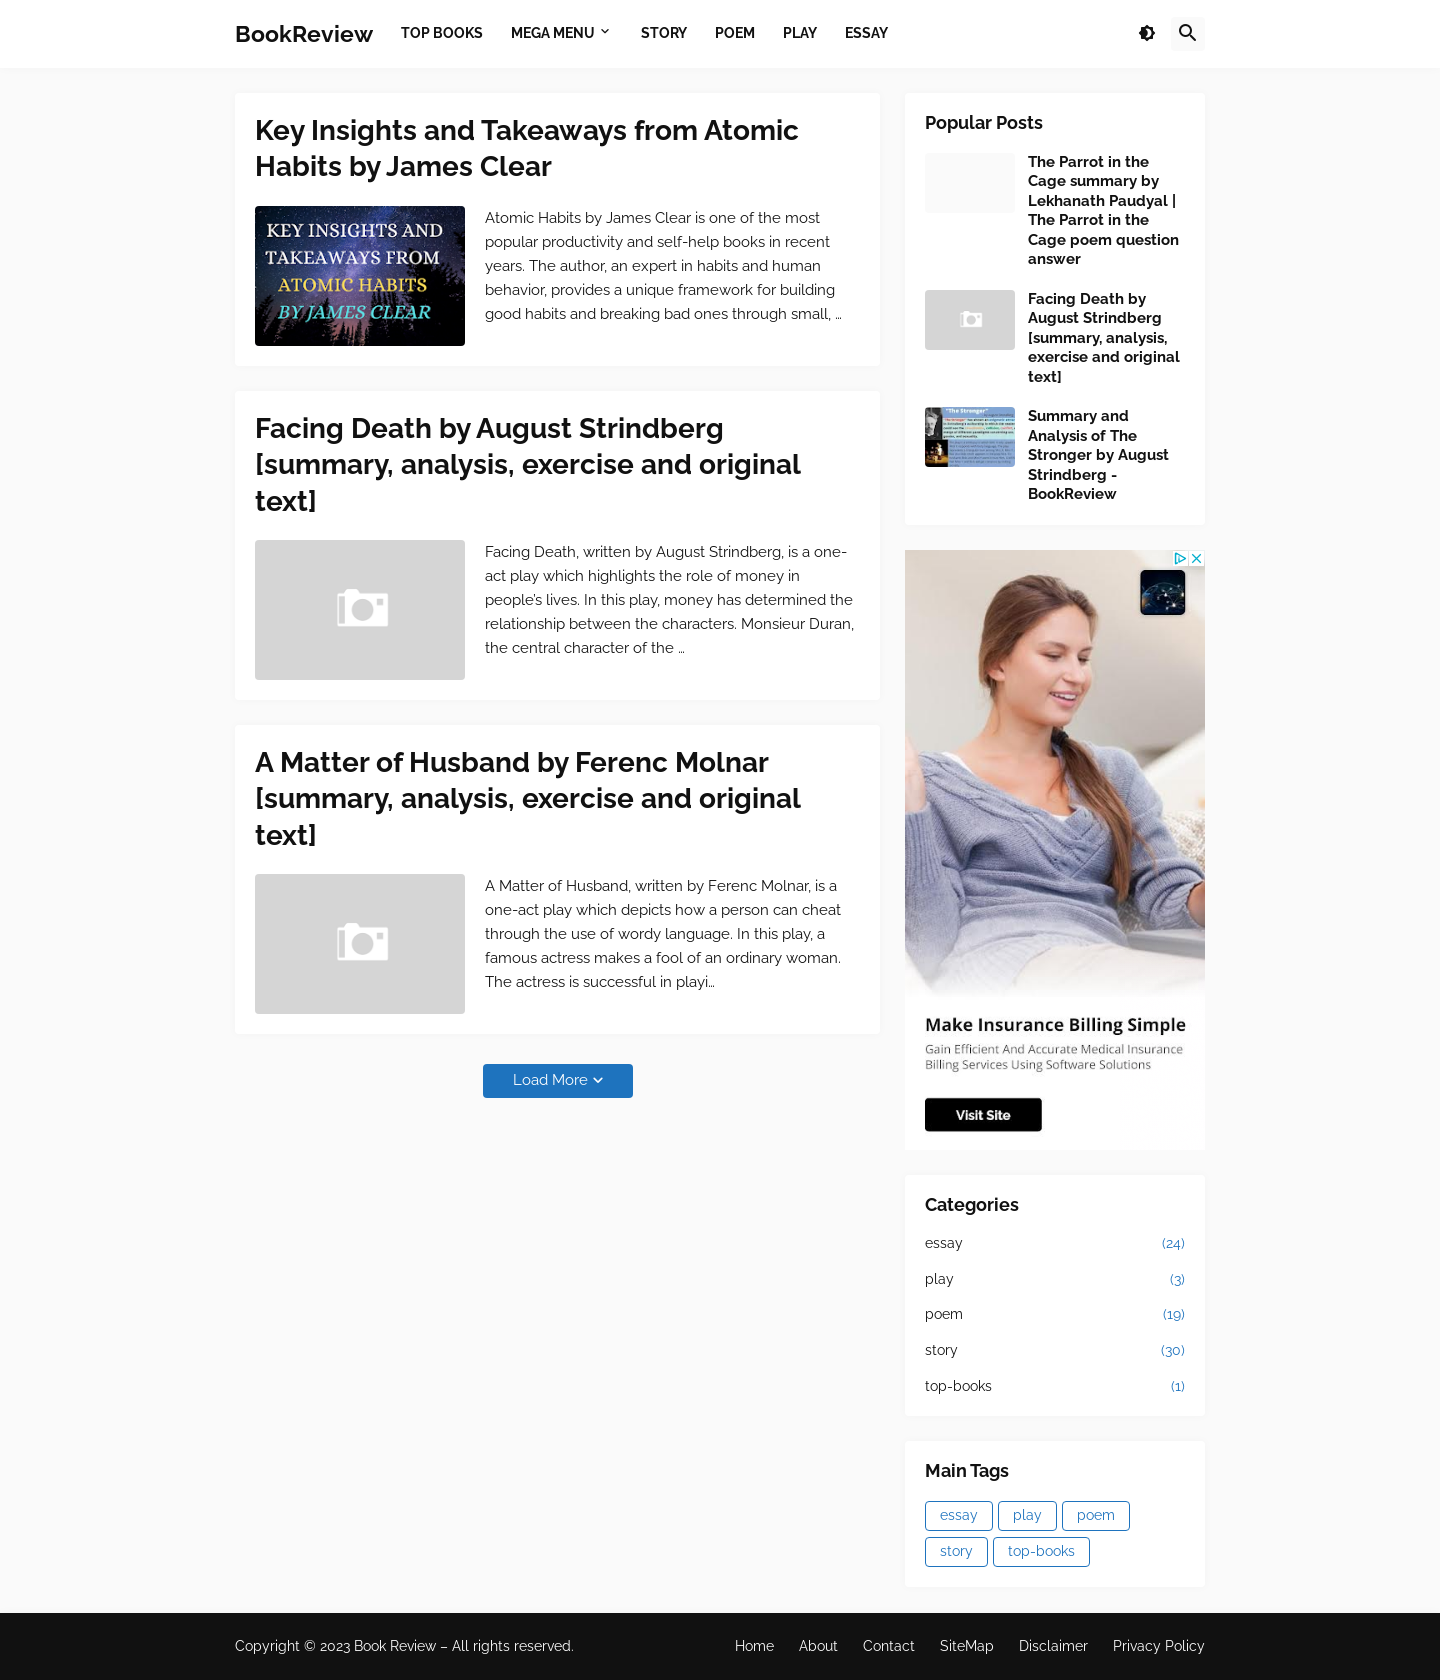 BookReview
TOP BOOKS
MEGA MENU
STORY
POEM
PLAY
ESSAY
Key Insights and Takeaways from Atomic
Habits by James Clear
KEY INSIGHTS AND
TAKEAWAYS FROM
ATOMIC HABITS
BY JAMES CLEAR
Atomic Habits by James Clear is one of the most
popular productivity and self-help books in recent
years. The author, an expert in habits and human
behavior, provides a unique framework for building
good habits and breaking bad ones through small, …
Facing Death by August Strindberg
[summary, analysis, exercise and original
text]
Facing Death, written by August Strindberg, is a one-
act play which highlights the role of money in
people’s lives. In this play, money has determined the
relationship between the characters. Monsieur Duran,
the central character of the …
A Matter of Husband by Ferenc Molnar
[summary, analysis, exercise and original
text]
A Matter of Husband, written by Ferenc Molnar, is a
one-act play which depicts how a person can cheat
through the use of wordy language. In this play, a
famous actress makes a fool of an ordinary woman.
The actress is successful in playi…
Load More
Popular Posts
The Parrot in the
Cage summary by
Lekhanath Paudyal |
The Parrot in the
Cage poem question
answer
Facing Death by
August Strindberg
[summary, analysis,
exercise and original
text]
"The Stronger"
Summary and
Analysis of The
Stronger by August
Strindberg -
BookReview
Make Insurance Billing Simple
Gain Efficient And Accurate Medical Insurance
Billing Services Using Software Solutions
Visit Site
Categories
essay (24)
play (3)
poem (19)
story (30)
top-books (1)
Main Tags
essay
play
poem
story
top-books
Copyright © 2023 Book Review – All rights reserved.
Home
About
Contact
SiteMap
Disclaimer
Privacy Policy